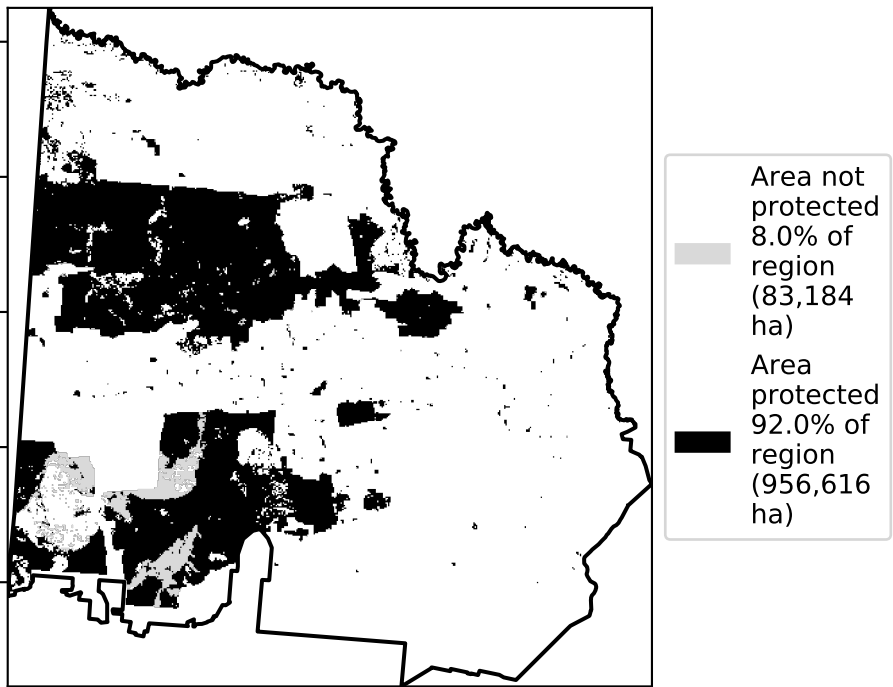 Area not
protected
8.0% of
region
(83,184
ha)
Area
protected
92.0% of
region
(956,616
ha)